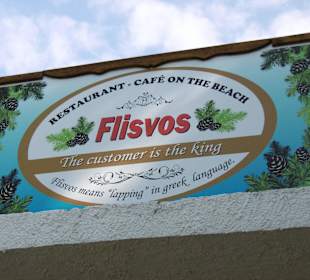 RESTAURANT - CAFÉ ON THE BEACH
Flisvos
The customer is the king
Flisvos means "lapping" in greek language.